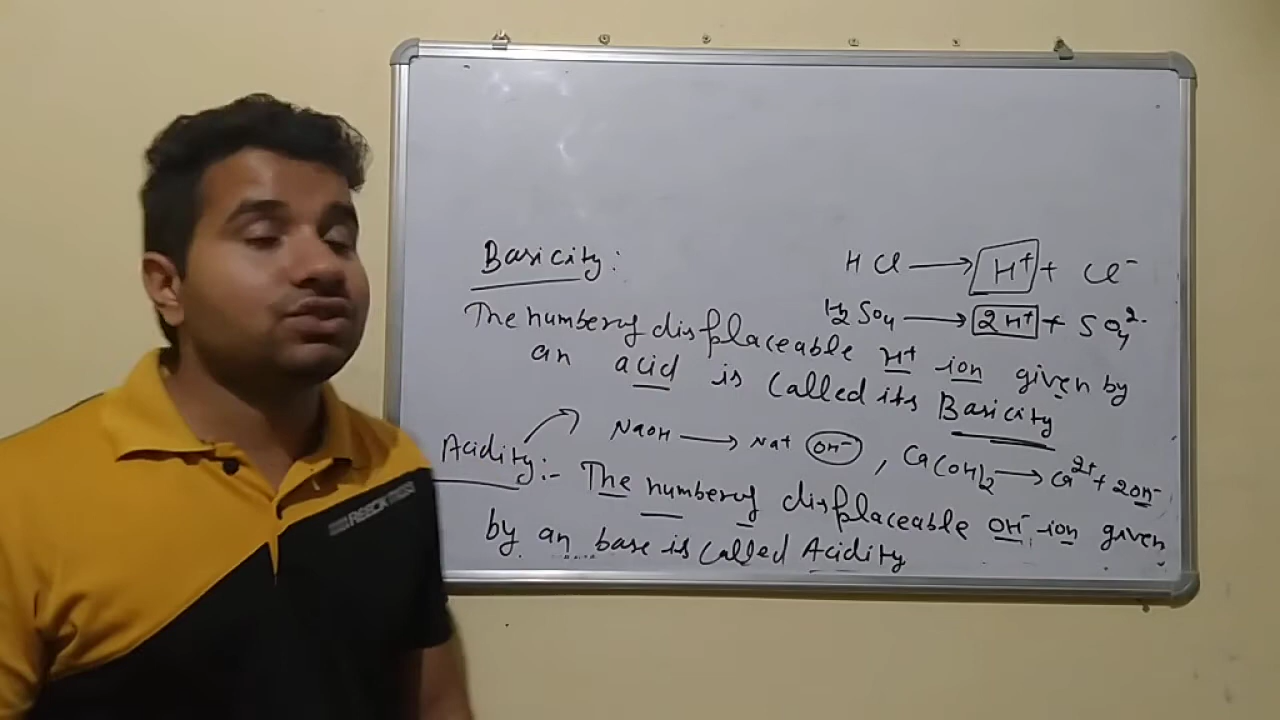 Basicity:
HCl → H⁺ + Cl⁻
H₂SO₄ → 2H⁺ + SO₄²⁻
The number of displaceable H⁺ ion given by
an acid is called its Basicity
NaOH → Na⁺ OH⁻, Ca(OH)₂ → Ca²⁺ + 2OH⁻
Acidity:- The number of displaceable OH⁻ ion given
by an base is called Acidity